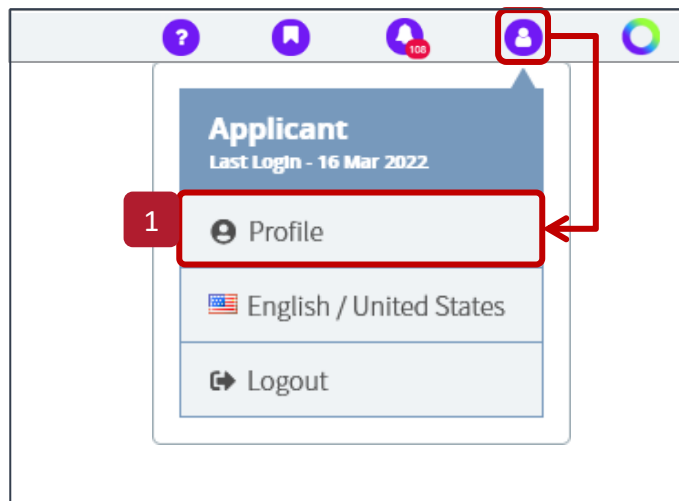 ?
108
Applicant
Last Login - 16 Mar 2022
1
Profile
English / United States
Logout